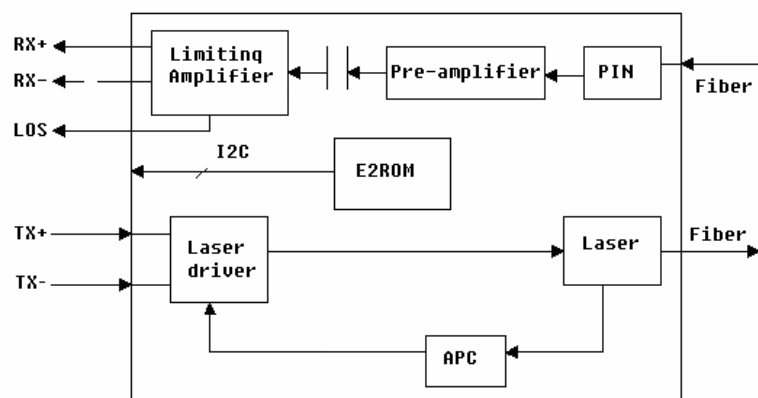 RX+
Limitinq
Amplifier
RX-
Pre-amplifier
PIN
Fiber
LOS
I2C
E2ROM
TX+
Laser
driver
Laser
Fiber
TX-
APC